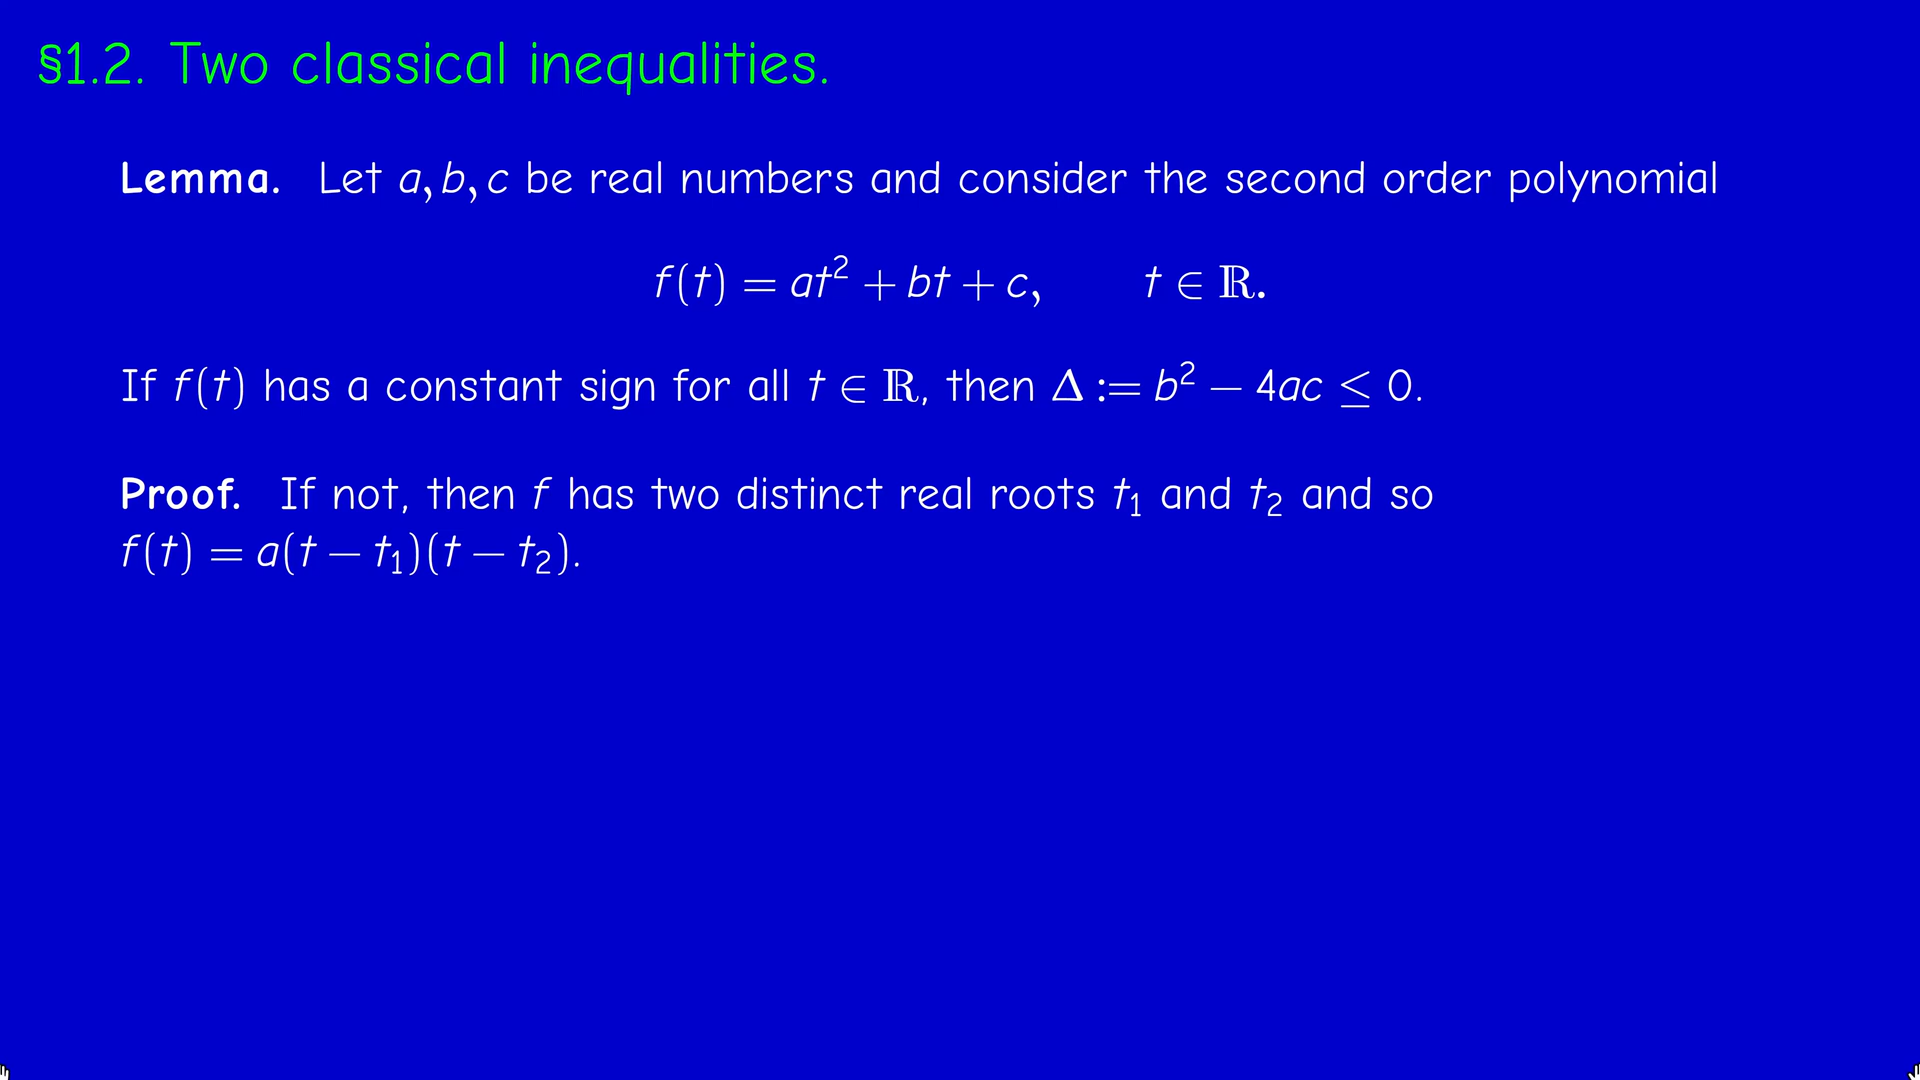 §1.2. Two classical inequalities.
Lemma. Let a, b, c be real numbers and consider the second order polynomial
f(t) = at² + bt + c, t ∈ ℝ.
If f(t) has a constant sign for all t ∈ ℝ, then Δ := b² − 4ac ≤ 0.
Proof. If not, then f has two distinct real roots t₁ and t₂ and so
f(t) = a(t − t₁)(t − t₂).